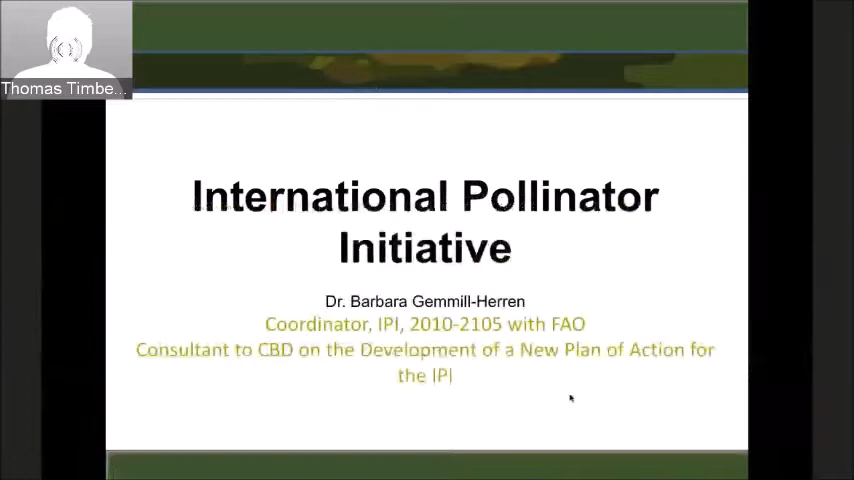 Thomas Timbe...
International Pollinator
Initiative
Dr. Barbara Gemmill-Herren
Coordinator, IPI, 2010-2105 with FAO
Consultant to CBD on the Development of a New Plan of Action for
the IPI